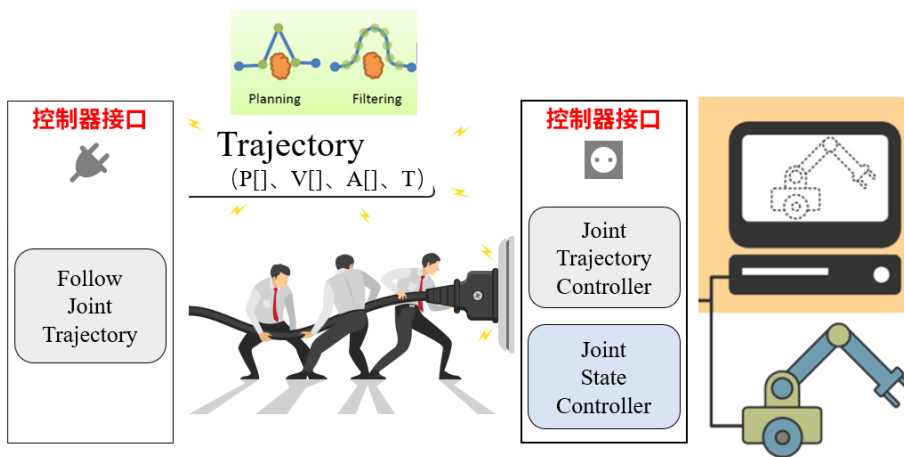 Planning
Filtering
控制器接口
Follow
Joint
Trajectory
Trajectory
（P[]、V[]、A[]、T）
控制器接口
Joint
Trajectory
Controller
Joint
State
Controller